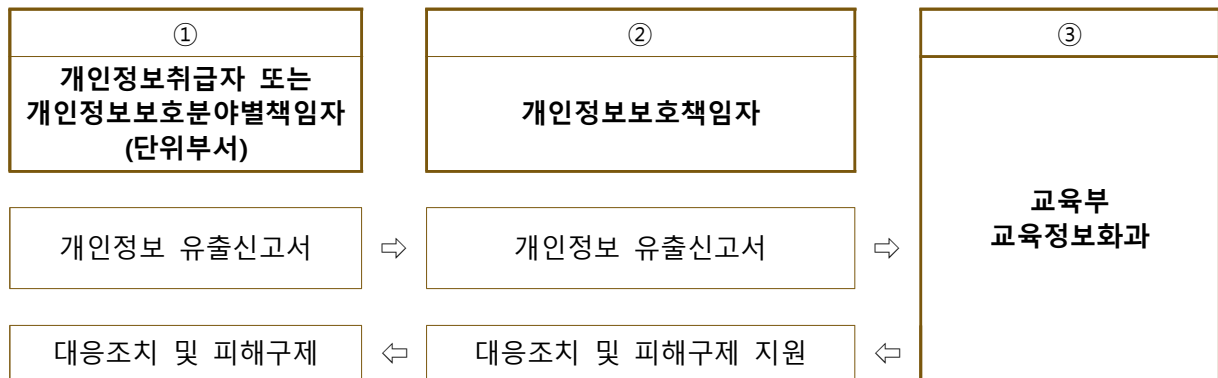 ① ② ③
개인정보취급자 또는
개인정보보호분야별책임자
(단위부서)
개인정보보호책임자
교육부
교육정보화과
개인정보 유출신고서 ⇨ 개인정보 유출신고서 ⇨
대응조치 및 피해구제 ⇦ 대응조치 및 피해구제 지원 ⇦